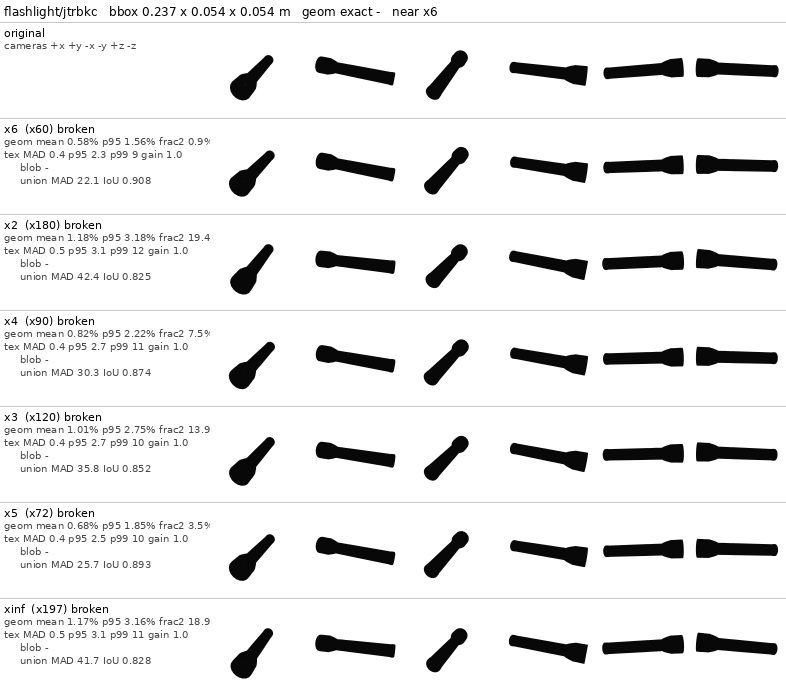 flashlight/jtrbkc bbox 0.237 x 0.054 x 0.054 m geom exact - near x6
original
cameras +x +y -x -y +z -z
x6 (x60) broken
geom mean 0.58% p95 1.56% frac2 0.9%
tex MAD 0.4 p95 2.3 p99 9 gain 1.0
blob -
union MAD 22.1 IoU 0.908
x2 (x180) broken
geom mean 1.18% p95 3.18% frac2 19.4
tex MAD 0.5 p95 3.1 p99 12 gain 1.0
blob -
union MAD 42.4 IoU 0.825
x4 (x90) broken
geom mean 0.82% p95 2.22% frac2 7.5%
tex MAD 0.4 p95 2.7 p99 11 gain 1.0
blob -
union MAD 30.3 IoU 0.874
x3 (x120) broken
geom mean 1.01% p95 2.75% frac2 13.9
tex MAD 0.4 p95 2.7 p99 10 gain 1.0
blob -
union MAD 35.8 IoU 0.852
x5 (x72) broken
geom mean 0.68% p95 1.85% frac2 3.5%
tex MAD 0.4 p95 2.5 p99 10 gain 1.0
blob -
union MAD 25.7 IoU 0.893
xinf (x197) broken
geom mean 1.17% p95 3.16% frac2 18.9
tex MAD 0.5 p95 3.1 p99 11 gain 1.0
blob -
union MAD 41.7 IoU 0.828